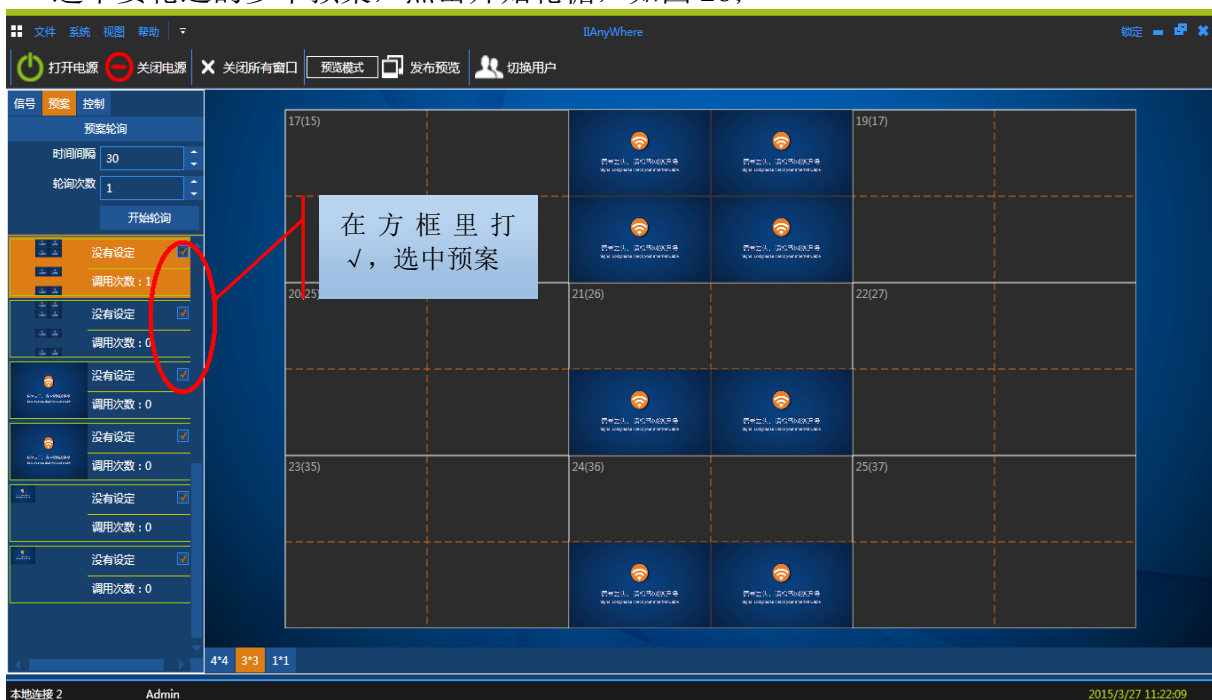 文件 系统 视图 帮助 IIAnyWhere 锁定
打开电源 关闭电源 关闭所有窗口 预览模式 发布预览 切换用户
信号 预案 控制
预案轮询
时间间隔 30
轮询次数 1
开始轮询
没有设定
调用次数：1
没有设定
调用次数：0
没有设定
调用次数：0
没有设定
调用次数：0
没有设定
调用次数：0
没有设定
调用次数：0
在方框里打
√，选中预案
17(15)
19(17)
20(25)
21(26)
22(27)
23(35)
24(36)
25(37)
4*4 3*3 1*1
本地连接 2 Admin 2015/3/27 11:22:09